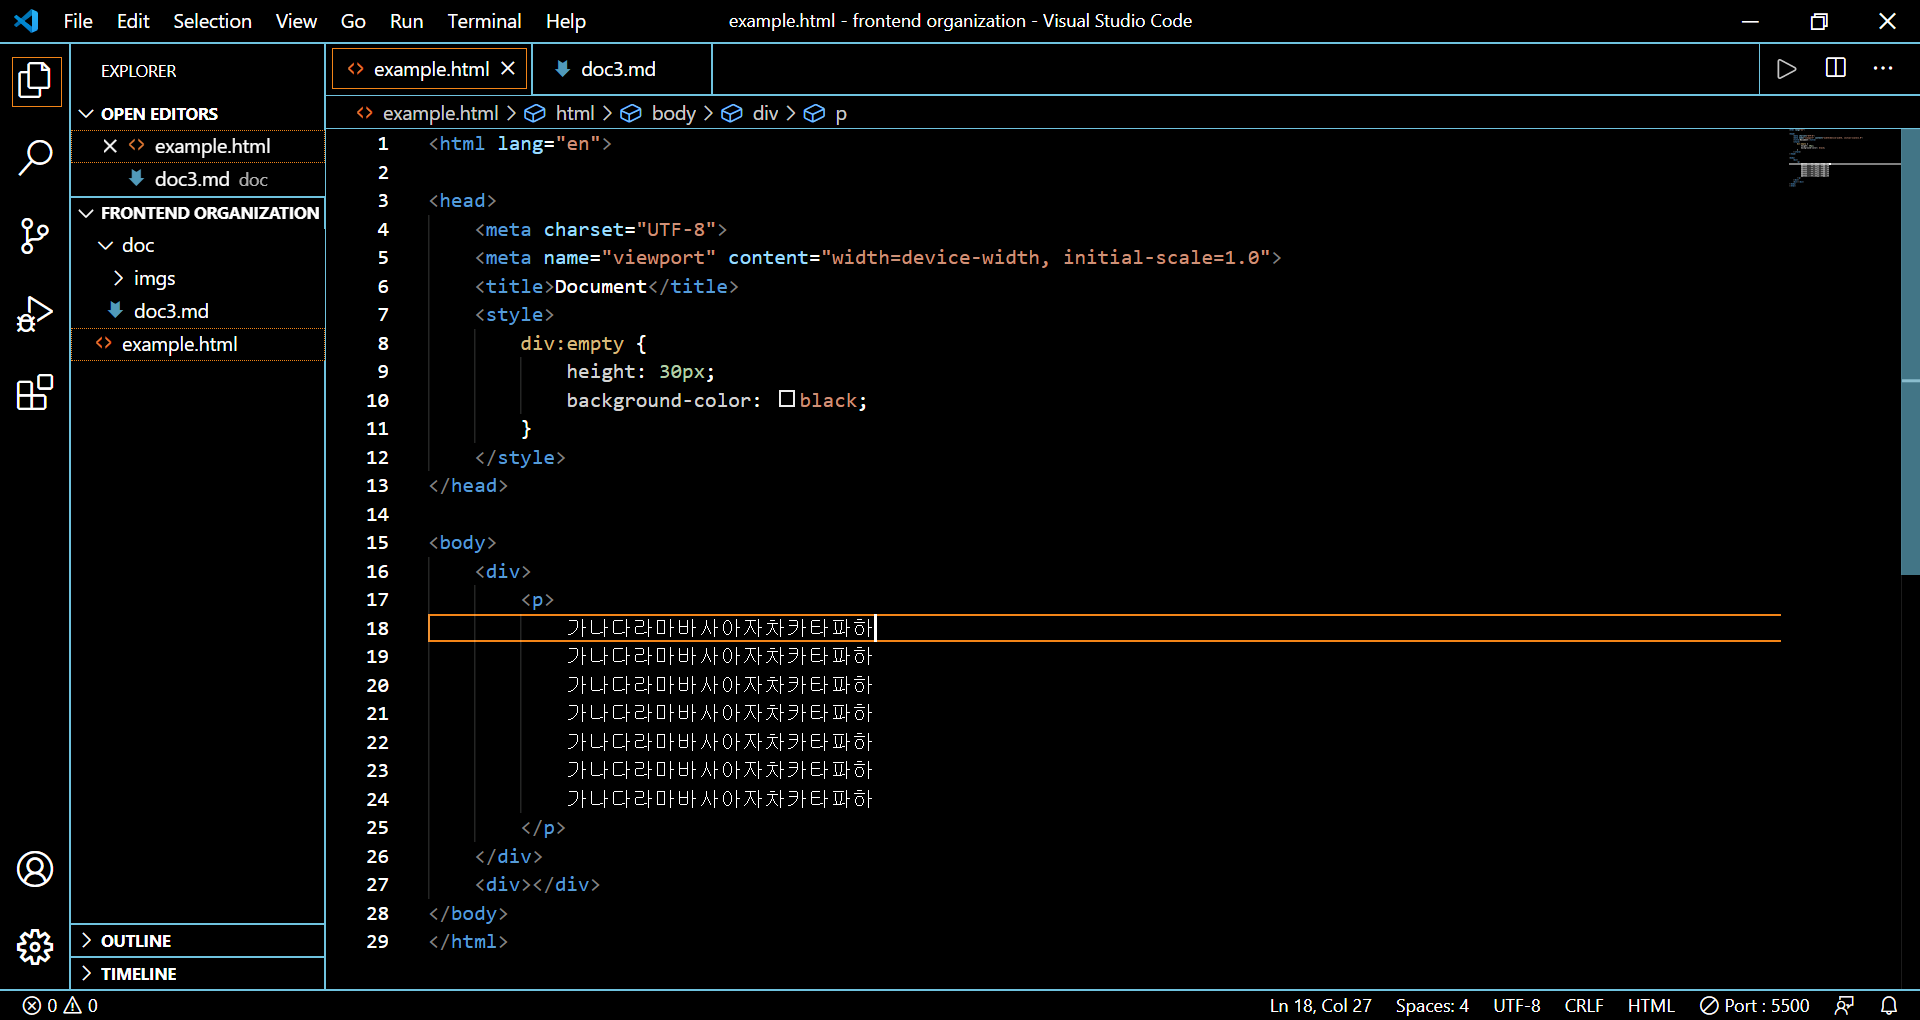 File Edit Selection View Go Run Terminal Help
example.html - frontend organization - Visual Studio Code
EXPLORER
OPEN EDITORS
example.html
doc3.md doc
FRONTEND ORGANIZATION
doc
imgs
doc3.md
example.html
OUTLINE
TIMELINE
example.html
doc3.md
example.html > html > body > div > p
1 <html lang="en">
2
3 <head>
4 <meta charset="UTF-8">
5 <meta name="viewport" content="width=device-width, initial-scale=1.0">
6 <title>Document</title>
7 <style>
8 div:empty {
9 height: 30px;
10 background-color: black;
11 }
12 </style>
13 </head>
14
15 <body>
16 <div>
17 <p>
18 가나다라마바사아자차카타파하
19 가나다라마바사아자차카타파하
20 가나다라마바사아자차카타파하
21 가나다라마바사아자차카타파하
22 가나다라마바사아자차카타파하
23 가나다라마바사아자차카타파하
24 가나다라마바사아자차카타파하
25 </p>
26 </div>
27 <div></div>
28 </body>
29 </html>
0 0
Ln 18, Col 27 Spaces: 4 UTF-8 CRLF HTML Port : 5500